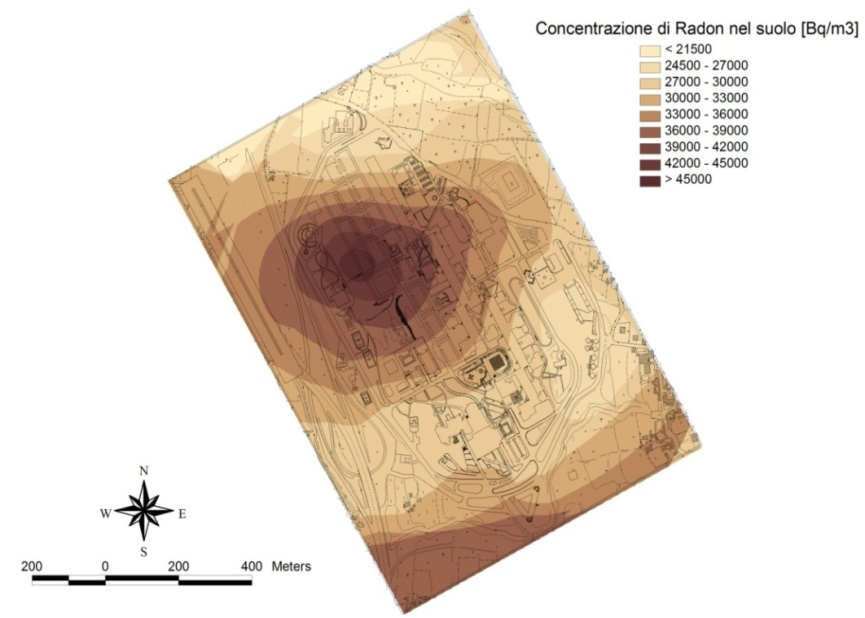 Concentrazione di Radon nel suolo [Bq/m3]
< 21500
24500 - 27000
27000 - 30000
30000 - 33000
33000 - 36000
36000 - 39000
39000 - 42000
42000 - 45000
> 45000
N
W E
S
200 0 200 400 Meters